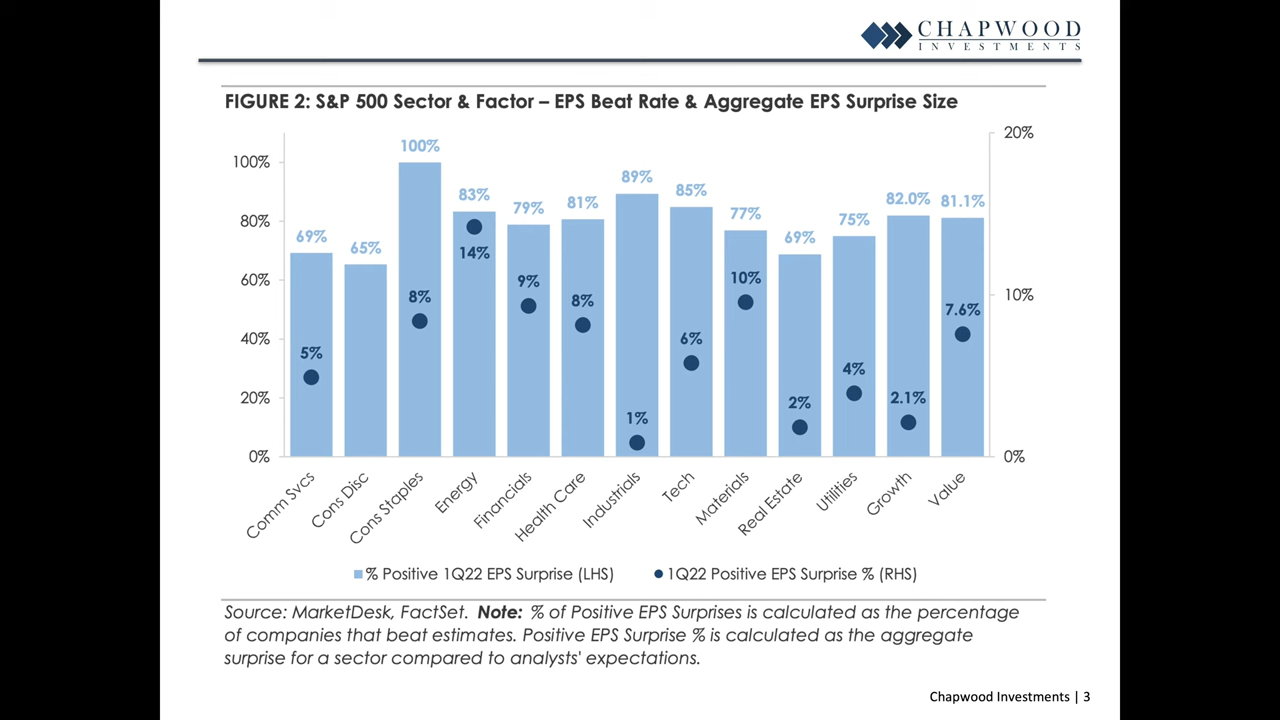 CHAPWOOD
INVESTMENTS
FIGURE 2: S&P 500 Sector & Factor – EPS Beat Rate & Aggregate EPS Surprise Size
100%
80%
60%
40%
20%
0%
20%
10%
0%
69%
65%
100%
83%
79%
81%
89%
85%
77%
69%
75%
82.0%
81.1%
5%
8%
14%
9%
8%
1%
6%
10%
2%
4%
2.1%
7.6%
Comm Svcs
Cons Disc
Cons Staples
Energy
Financials
Health Care
Industrials
Tech
Materials
Real Estate
Utilities
Growth
Value
% Positive 1Q22 EPS Surprise (LHS)
1Q22 Positive EPS Surprise % (RHS)
Source: MarketDesk, FactSet. Note: % of Positive EPS Surprises is calculated as the percentage
of companies that beat estimates. Positive EPS Surprise % is calculated as the aggregate
surprise for a sector compared to analysts' expectations.
Chapwood Investments | 3